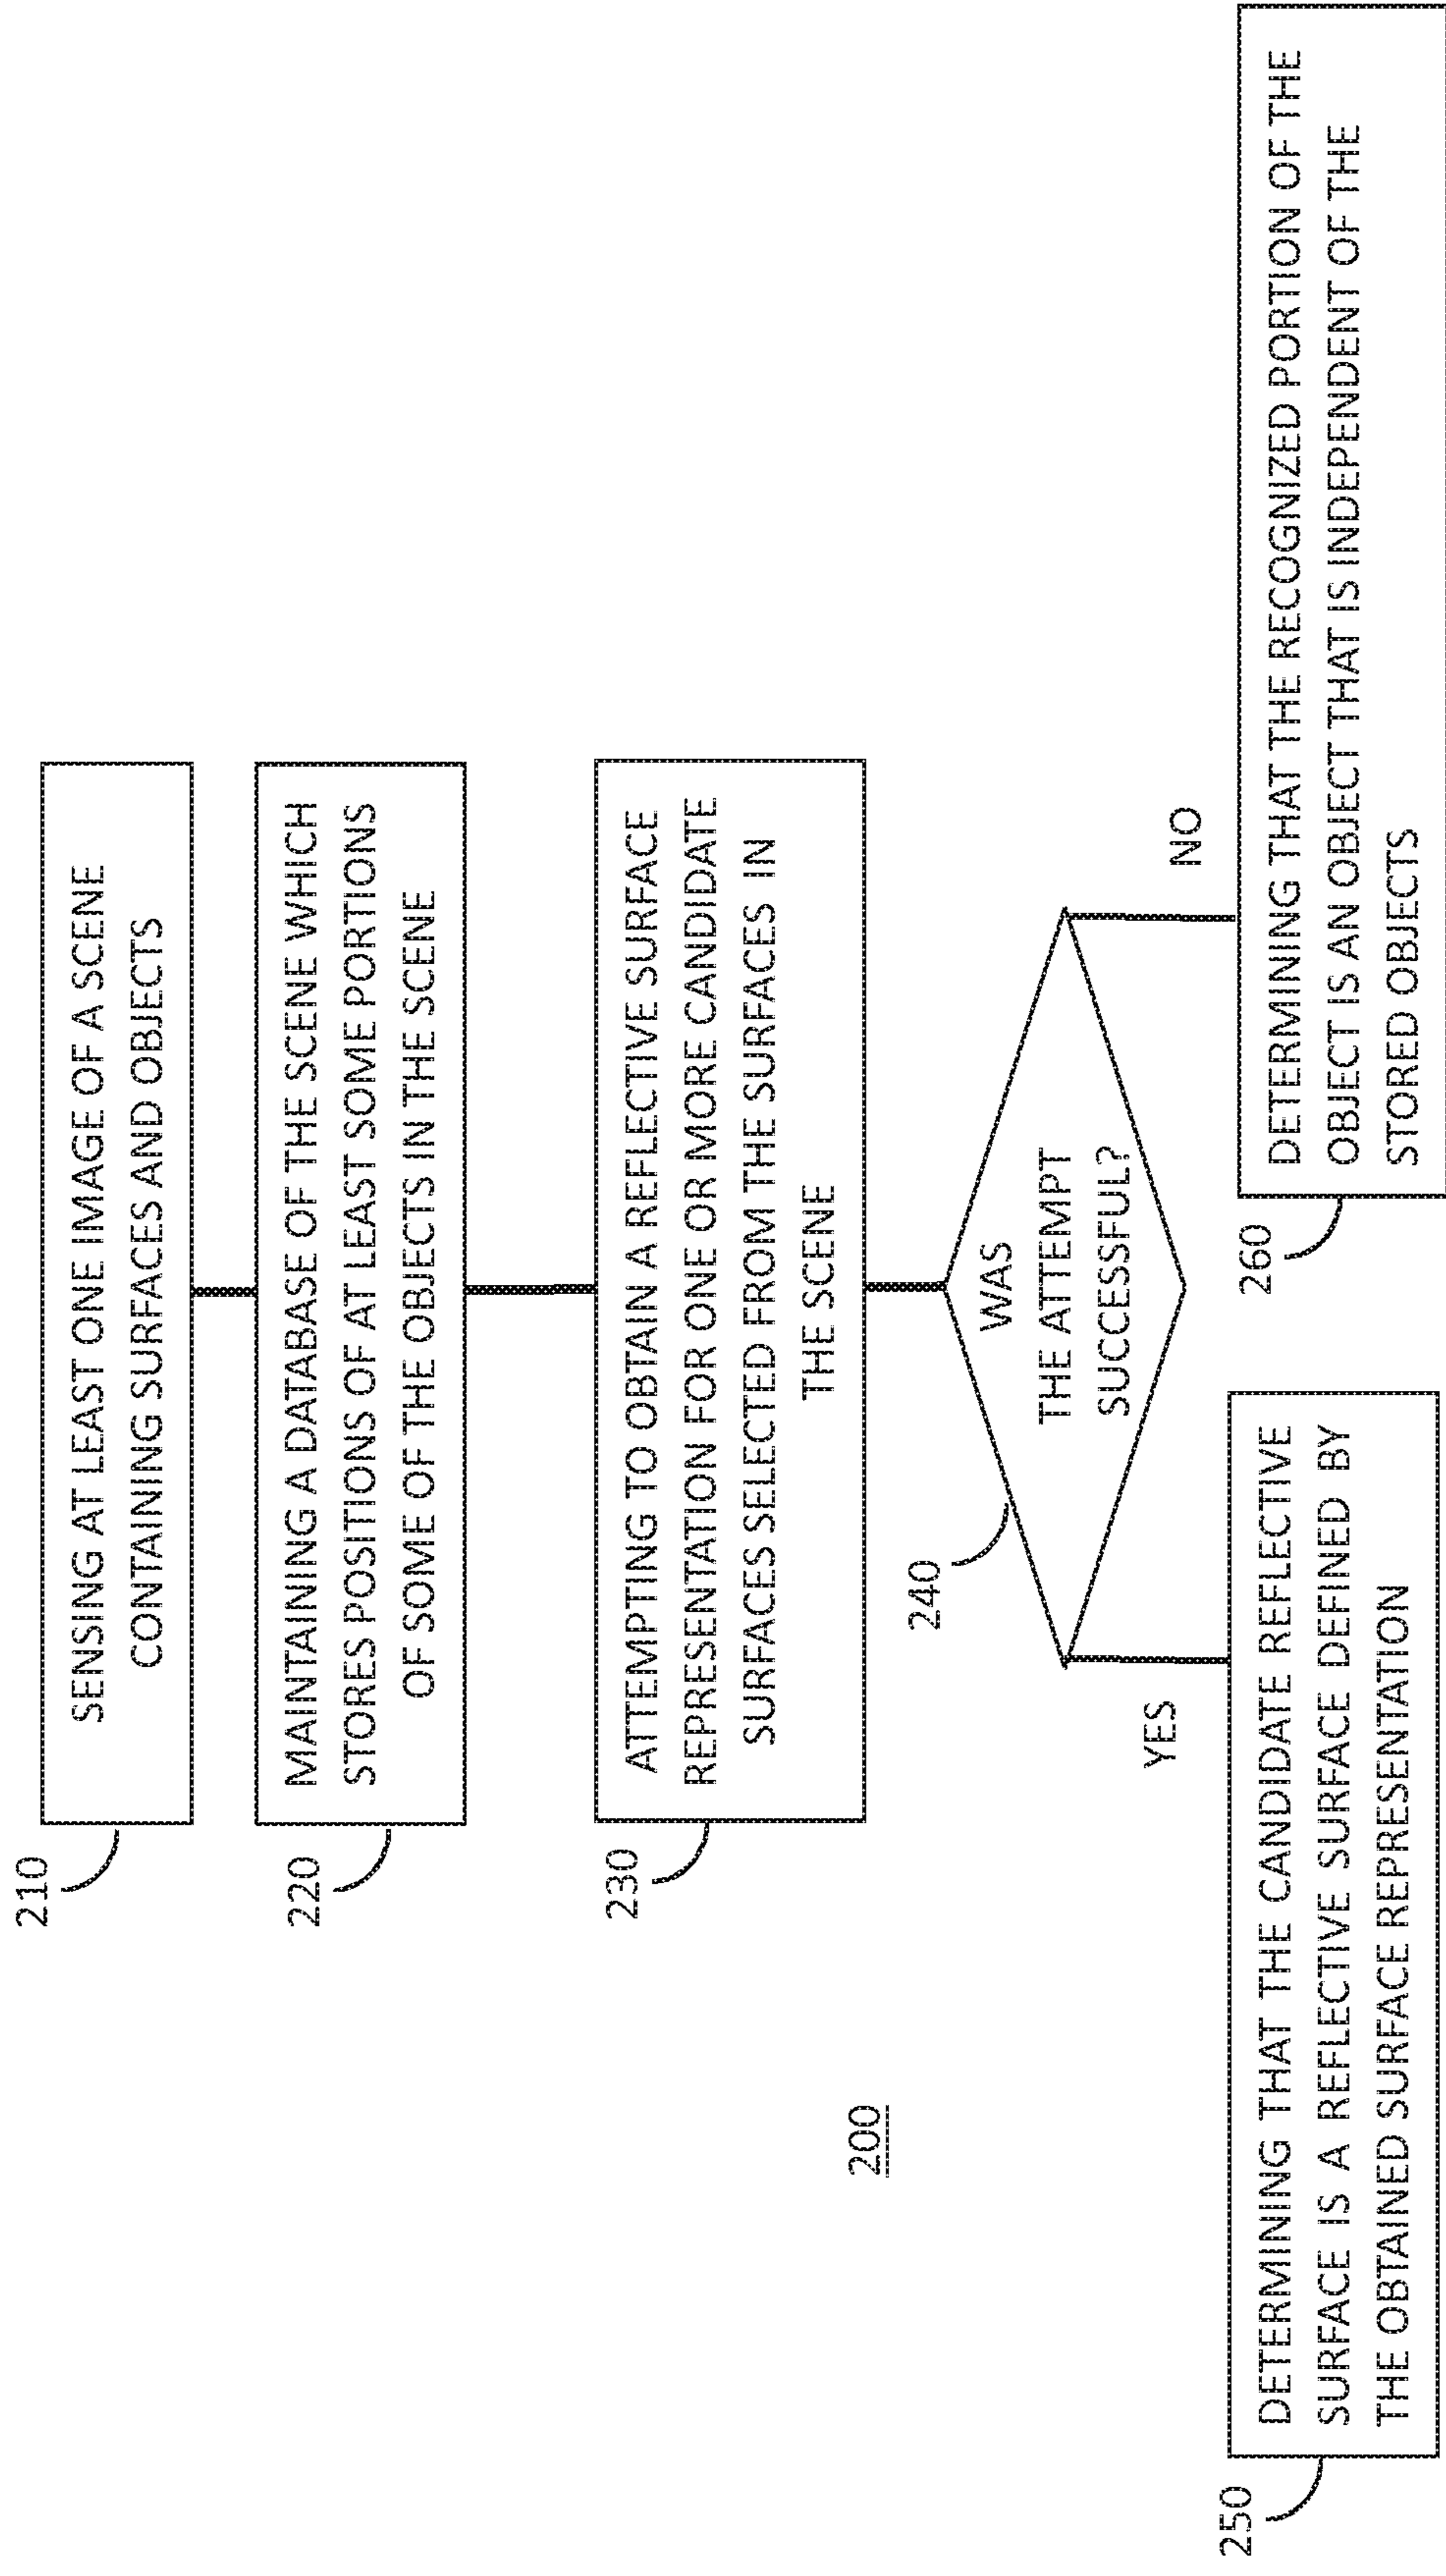 210
SENSING AT LEAST ONE IMAGE OF A SCENE
CONTAINING SURFACES AND OBJECTS
220
MAINTAINING A DATABASE OF THE SCENE WHICH
STORES POSITIONS OF AT LEAST SOME PORTIONS
OF SOME OF THE OBJECTS IN THE SCENE
230
ATTEMPTING TO OBTAIN A REFLECTIVE SURFACE
REPRESENTATION FOR ONE OR MORE CANDIDATE
SURFACES SELECTED FROM THE SURFACES IN
THE SCENE
200
240
WAS
THE ATTEMPT
SUCCESSFUL?
YES
NO
250
DETERMINING THAT THE CANDIDATE REFLECTIVE
SURFACE IS A REFLECTIVE SURFACE DEFINED BY
THE OBTAINED SURFACE REPRESENTATION
260
DETERMINING THAT THE RECOGNIZED PORTION OF THE
OBJECT IS AN OBJECT THAT IS INDEPENDENT OF THE
STORED OBJECTS